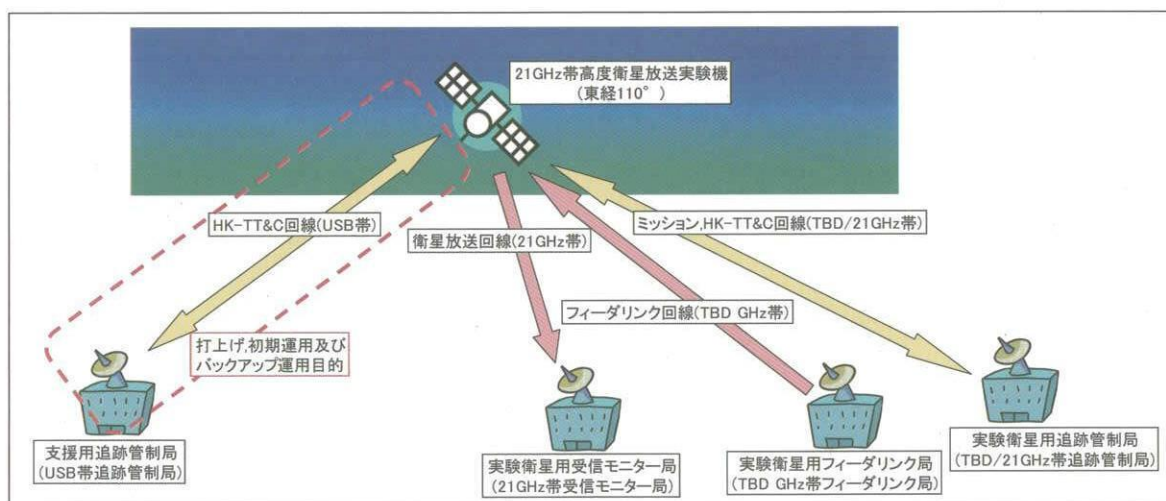 21GHz帯高度衛星放送実験機
(東経110°)
HK-TT&C回線(USB帯)
衛星放送回線(21GHz帯)
ミッション,HK-TT&C回線(TBD/21GHz帯)
フィーダリンク回線(TBD GHz帯)
打上げ,初期運用及び
バックアップ運用目的
支援用追跡管制局
(USB帯追跡管制局)
実験衛星用受信モニター局
(21GHz帯受信モニター局)
実験衛星用フィーダリンク局
(TBD GHz帯フィーダリンク局)
実験衛星用追跡管制局
(TBD/21GHz帯追跡管制局)